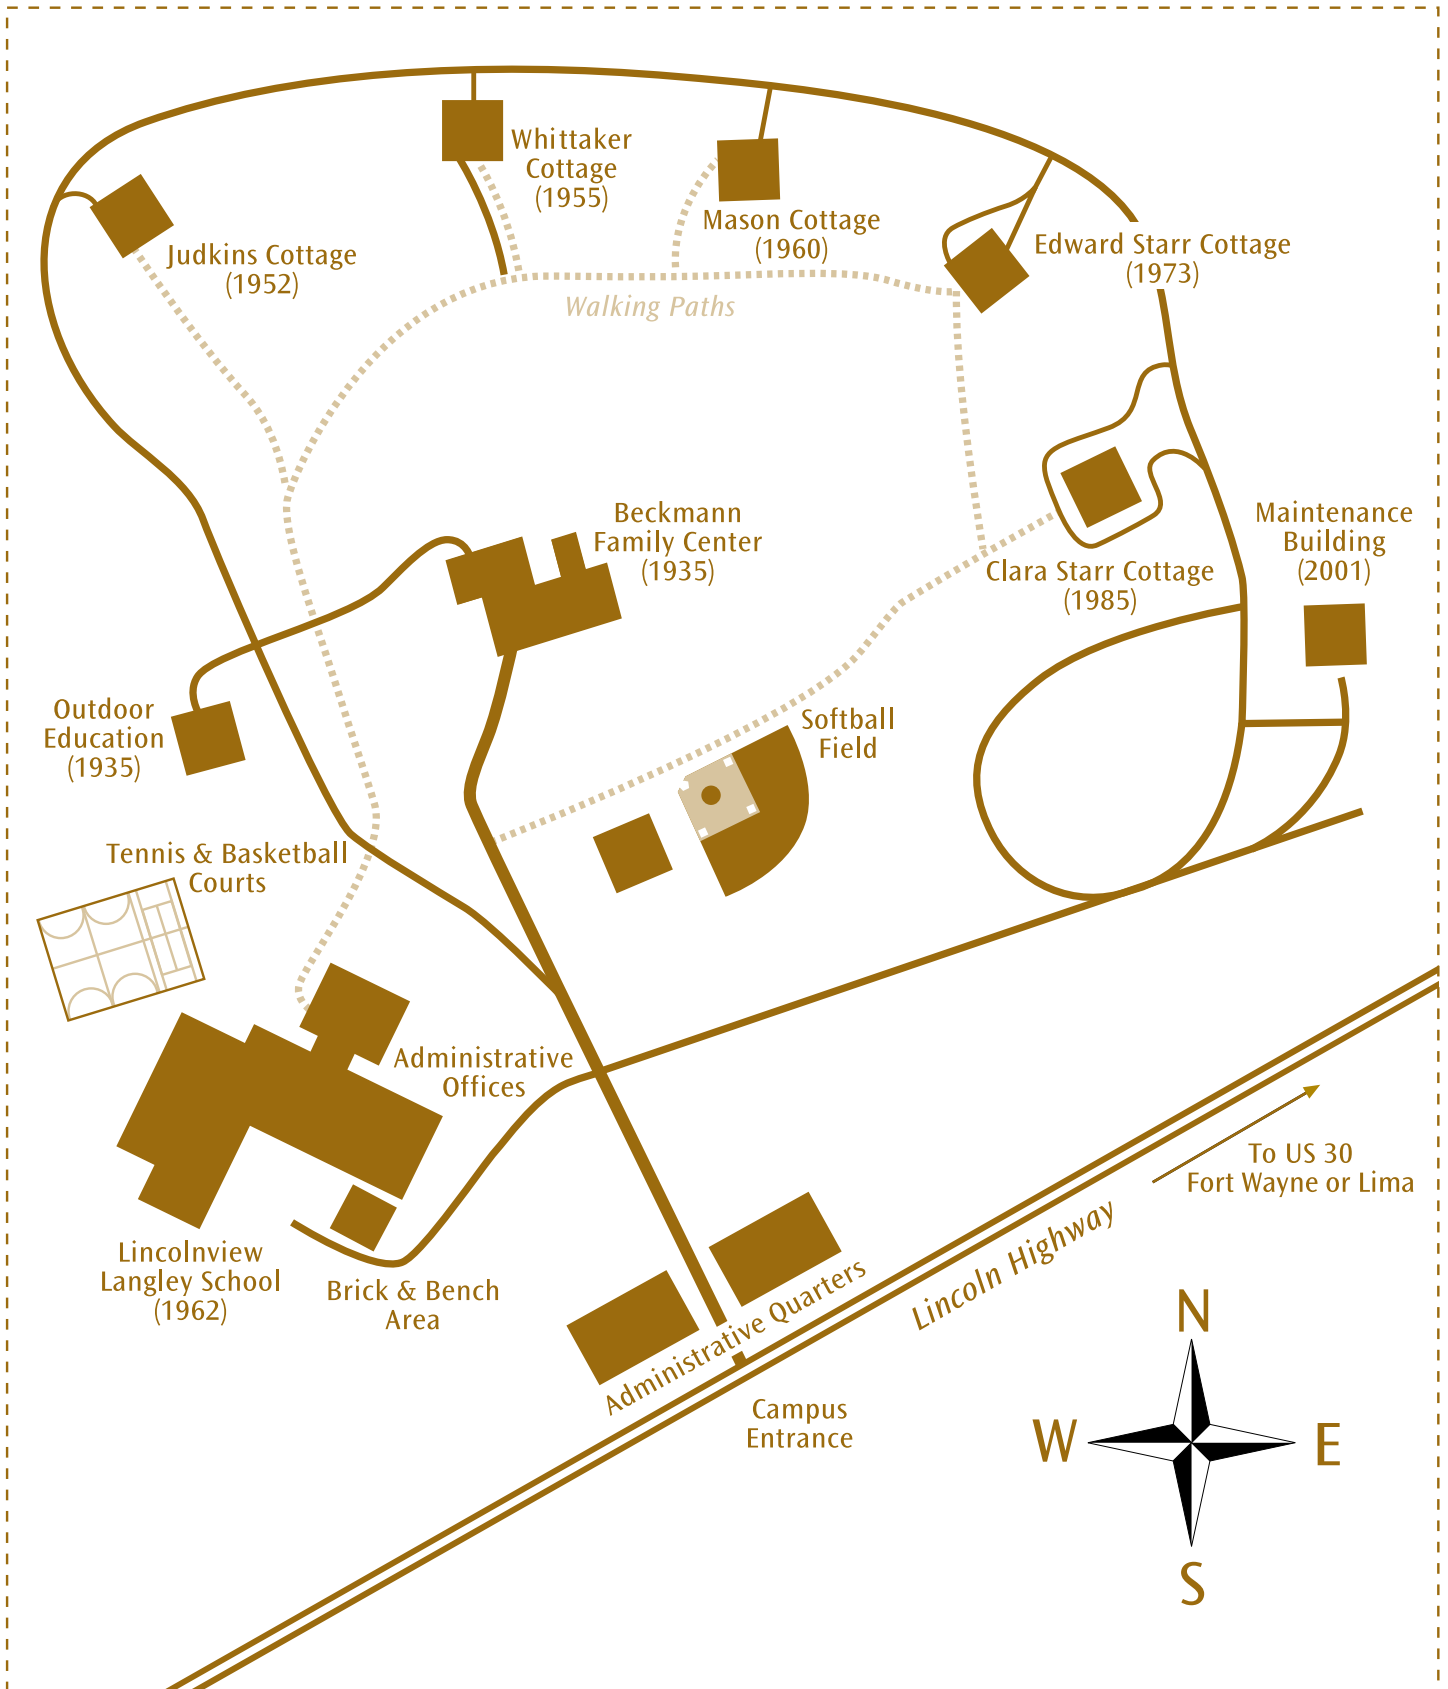 Whittaker
Cottage
(1955)
Mason Cottage
(1960)
Judkins Cottage
(1952)
Edward Starr Cottage
(1973)
Walking Paths
Beckmann
Family Center
(1935)
Maintenance
Building
(2001)
Clara Starr Cottage
(1985)
Outdoor
Education
(1935)
Softball
Field
Tennis & Basketball
Courts
Administrative
Offices
To US 30
Fort Wayne or Lima
Lincoln Highway
Lincolnview
Langley School
(1962)
Brick & Bench
Area
Administrative Quarters
Campus
Entrance
N
W
E
S